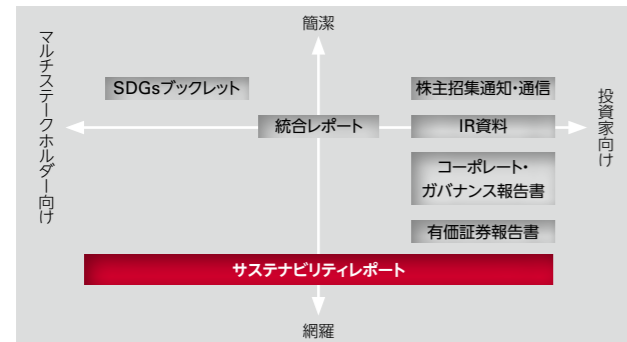 簡潔
マルチステークホルダー向け
SDGsブックレット
株主招集通知・通信
統合レポート
IR資料
投資家向け
コーポレート・
ガバナンス報告書
有価証券報告書
サステナビリティレポート
網羅